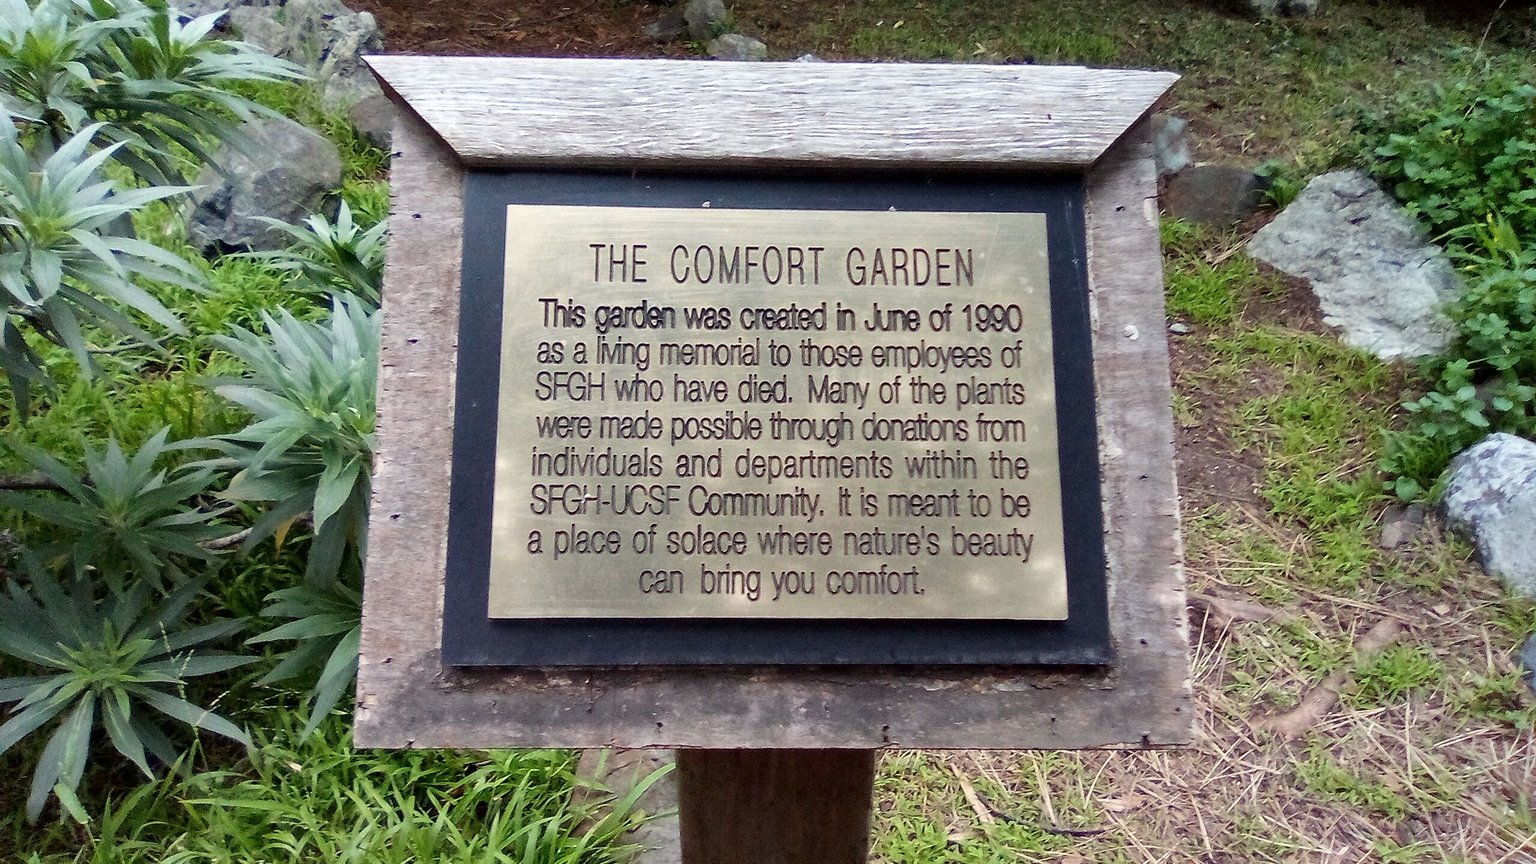 THE COMFORT GARDEN
This garden was created in June of 1990
as a living memorial to those employees of
SFGH who have died. Many of the plants
were made possible through donations from
individuals and departments within the
SFGH-UCSF Community. It is meant to be
a place of solace where nature's beauty
can bring you comfort.